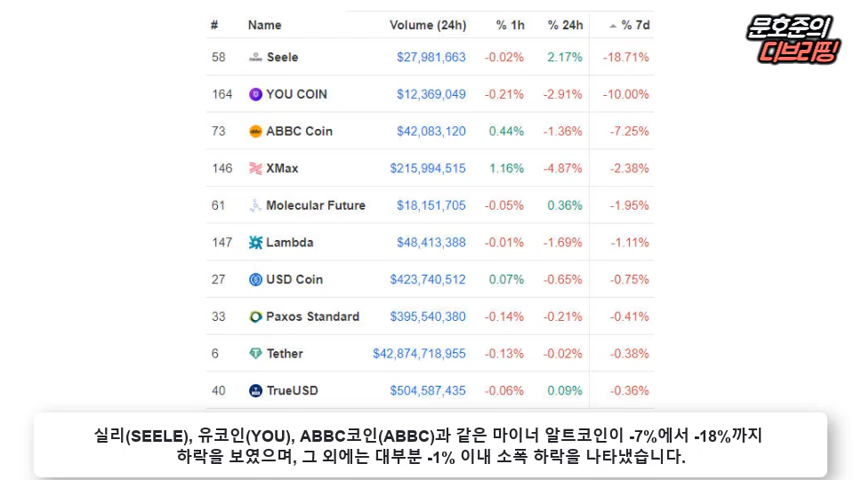 문호준의
디브리핑
# Name Volume (24h) % 1h % 24h % 7d
58 Seele $27,981,663 -0.02% 2.17% -18.71%
164 YOU COIN $12,369,049 -0.21% -2.91% -10.00%
73 ABBC Coin $42,083,120 0.44% -1.36% -7.25%
146 XMax $215,994,515 1.16% -4.87% -2.38%
61 Molecular Future $18,151,705 -0.05% 0.36% -1.95%
147 Lambda $48,413,388 -0.01% -1.69% -1.11%
27 USD Coin $423,740,512 0.07% -0.65% -0.75%
33 Paxos Standard $395,540,380 -0.14% -0.21% -0.41%
6 Tether $42,874,718,955 -0.13% -0.02% -0.38%
40 TrueUSD $504,587,435 -0.06% 0.09% -0.36%
실리(SEELE), 유코인(YOU), ABBC코인(ABBC)과 같은 마이너 알트코인이 -7%에서 -18%까지
하락을 보였으며, 그 외에는 대부분 -1% 이내 소폭 하락을 나타냈습니다.